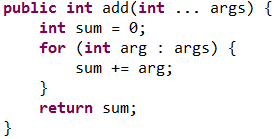 public int add(int ... args) {
    int sum = 0;
    for (int arg : args) {
        sum += arg;
    }
    return sum;
}